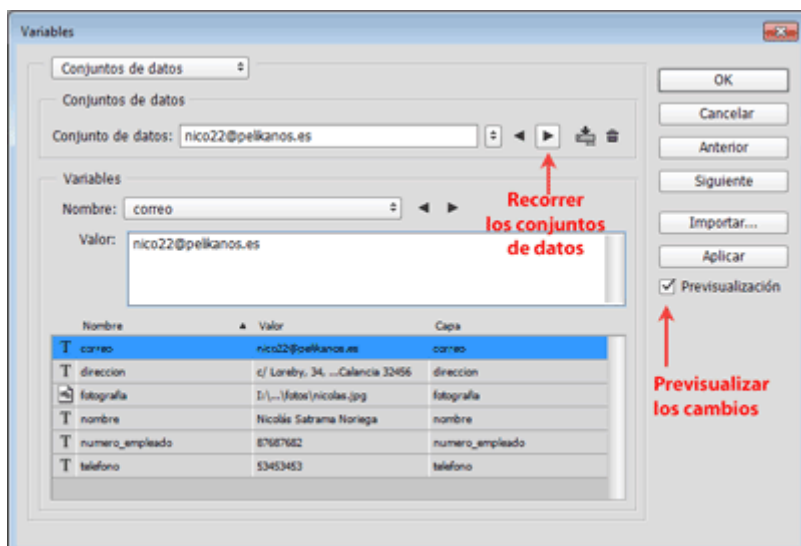 Variables
Conjuntos de datos
Conjuntos de datos
Conjunto de datos: nico22@pelikanos.es
Variables
Nombre: correo
Valor: nico22@pelikanos.es
Nombre Valor Capa
T correo nico22@pelikanos.es correo
T direccion c/ Loreby, 34, ...Calancia 32456 direccion
fotografia D:\...\fotos\nicolas.jpg fotografia
T nombre Nicolás Satrama Noriega nombre
T numero_empleado 87687682 numero_empleado
T telefono 53453453 telefono
OK
Cancelar
Anterior
Siguiente
Importar...
Aplicar
Previsualización
Recorrer
los conjuntos
de datos
Previsualizar
los cambios